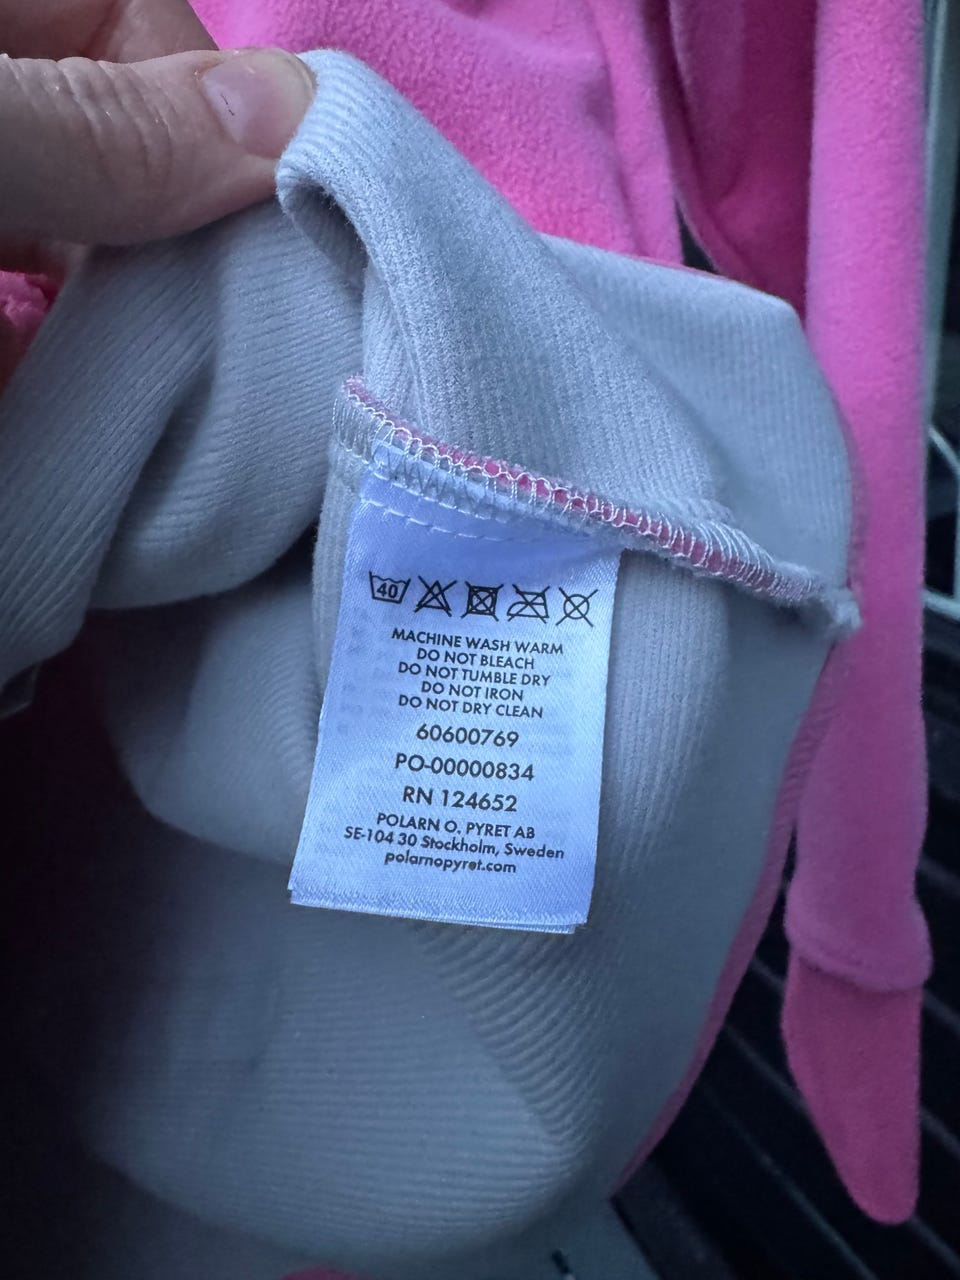 40
MACHINE WASH WARM
DO NOT BLEACH
DO NOT TUMBLE DRY
DO NOT IRON
DO NOT DRY CLEAN
60600769
PO-00000834
RN 124652
POLARN O. PYRET AB
SE-104 30 Stockholm, Sweden
polarnopyret.com